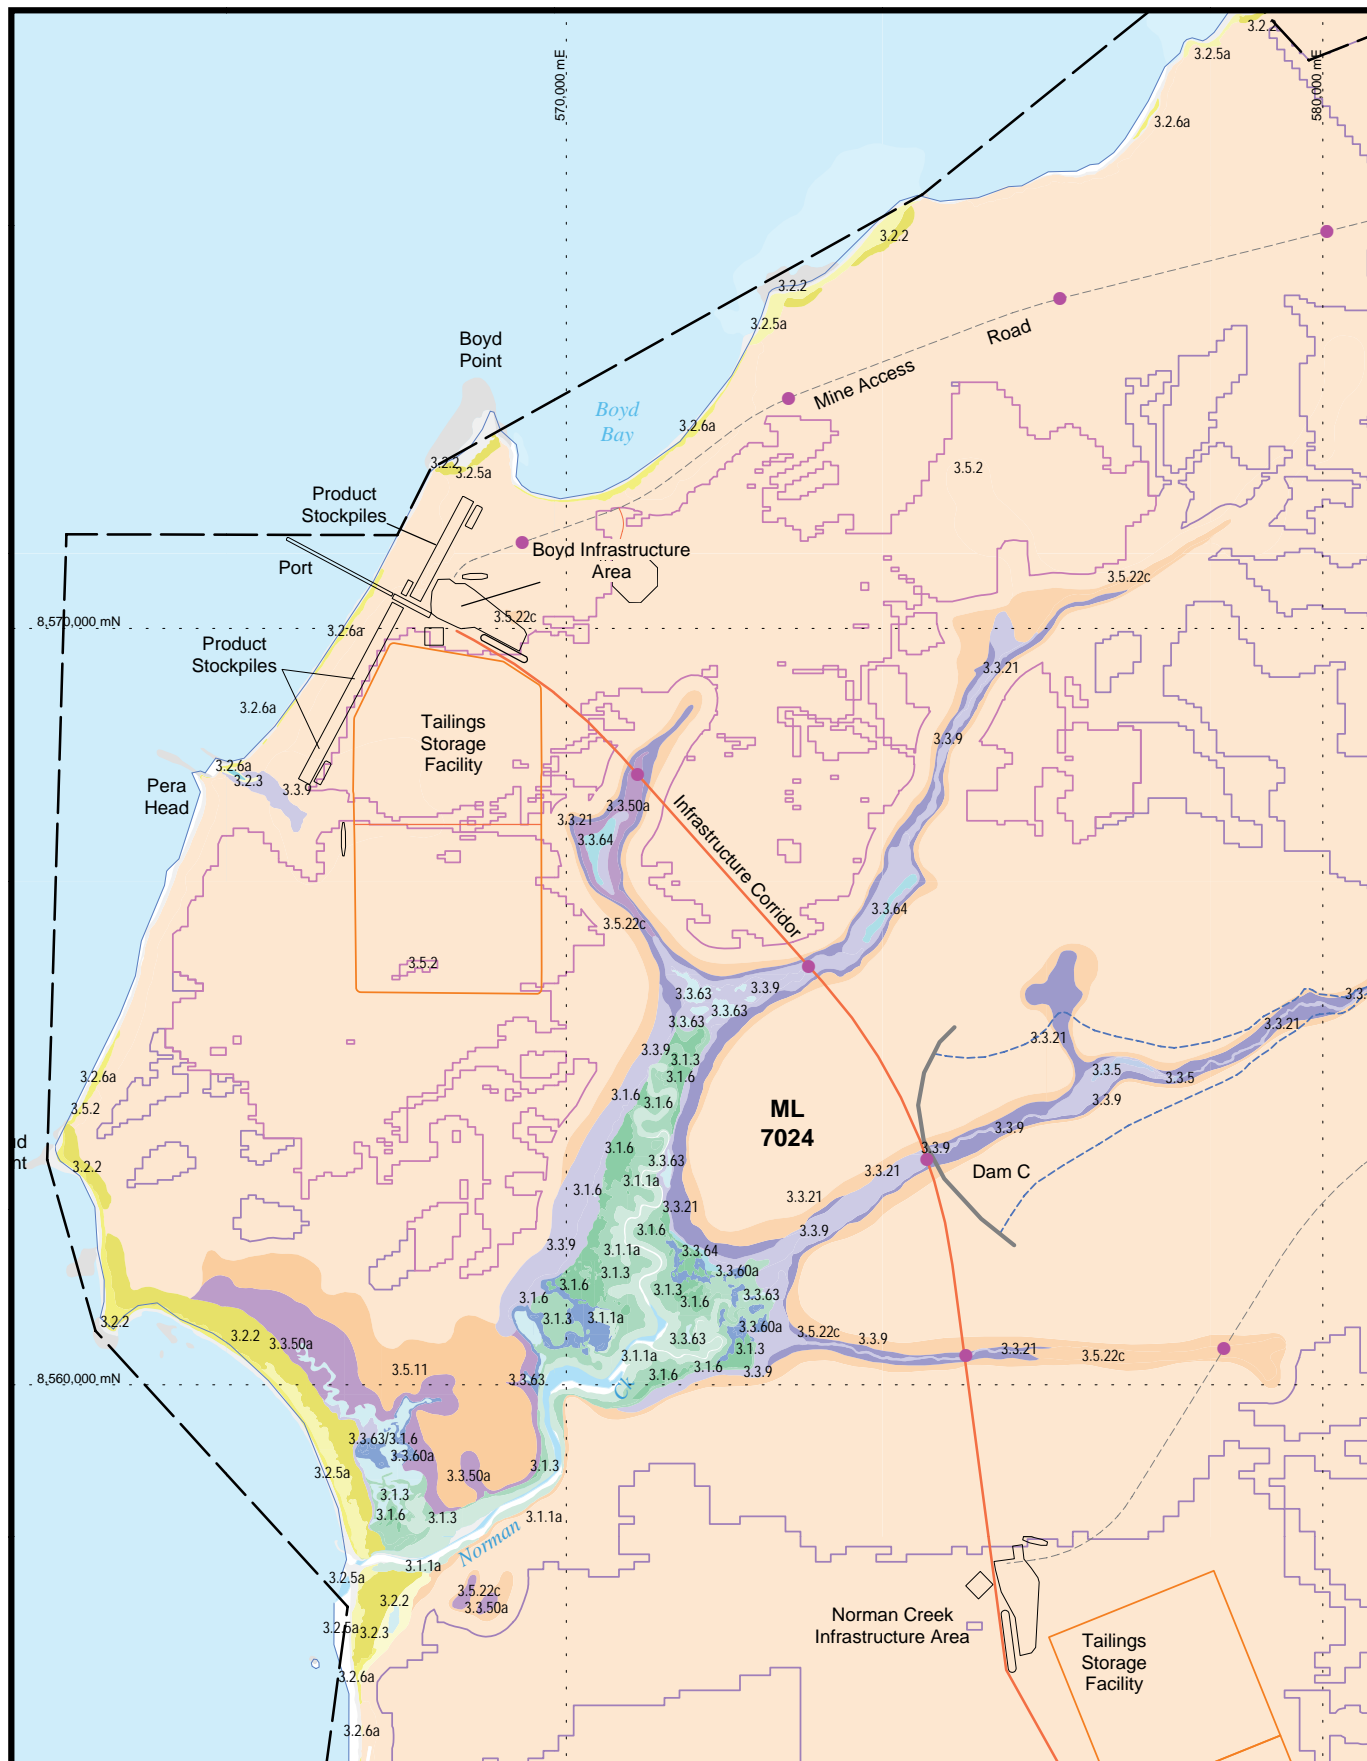 3.2.2
3.2.5a
570,000 mE
580,000 mE
3.2.6a
3.2.2
3.2.2
3.2.5a
Boyd
Point
Road
Mine Access
Boyd
Bay
3.2.6a
3.2.2
3.2.5a
3.5.2
Product
Stockpiles
Boyd Infrastructure
Area
Port
3.5.22c
3.5.22c
8,570,000 mN
3.2.6a
Product
Stockpiles
3.3.21
3.2.6a
Tailings
Storage
Facility
3.3.9
3.2.6a
3.2.3
3.3.9
Pera
Head
3.3.50a
3.3.21
3.3.64
Infrastructure Corridor
3.3.64
3.5.22c
3.5.2
3.3.63
3.3.9
3.3.63
3.3.63
3.3.21
3.3.21
3.3.9
3.1.3
3.1.6
3.3.5
3.3.5
3.2.6a
3.5.2
3.1.6
3.1.6
3.3.9
ML
7024
3.3.9
3.1.6
3.3.9
3.3.63
3.2.2
3.3.21
Dam C
3.1.1a
3.1.6
3.3.21
3.3.21
3.1.6
3.3.9
3.3.9
3.1.1a
3.3.64
3.1.3
3.3.60a
3.1.6
3.1.3
3.1.6
3.3.63
3.1.6
3.2.2
3.1.3
3.1.1a
3.3.60a
3.2.2
3.3.50a
3.3.63
3.5.22c
3.3.9
3.1.3
3.3.21
3.5.22c
3.1.1a
3.1.6
3.3.9
3.5.11
3.3.63
3.1.6
8,560,000 mN
Ck
3.3.63/3.1.6
3.3.60a
3.2.5a
3.3.50a
3.1.3
3.1.3
3.1.6
3.1.3
3.1.1a
Norman
3.1.1a
3.2.5a
3.5.22c
3.3.50a
3.2.2
3.2.5a
3.2.3
Norman Creek
Infrastructure Area
Tailings
Storage
Facility
3.2.6a
3.2.6a